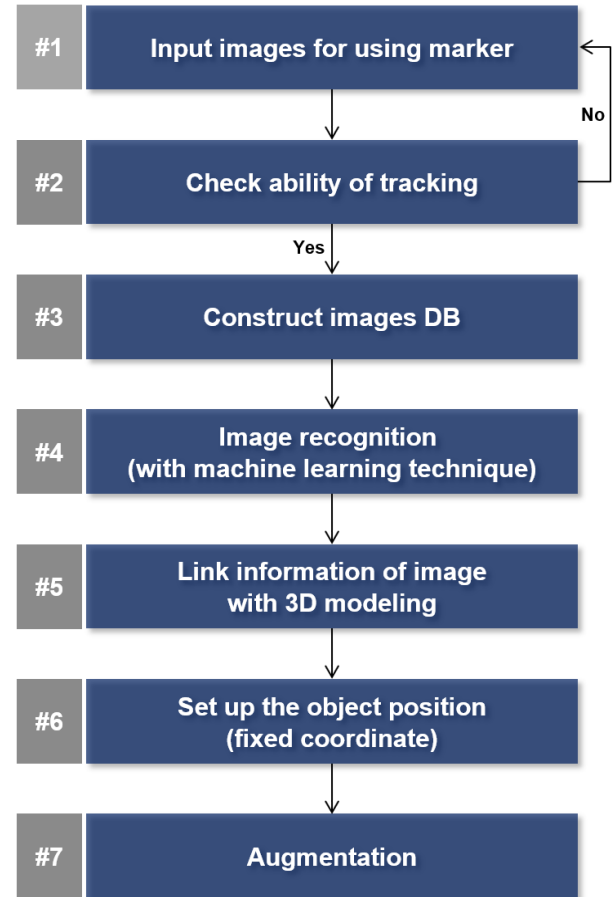 #1
Input images for using marker
No
#2
Check ability of tracking
Yes
#3
Construct images DB
#4
Image recognition
(with machine learning technique)
#5
Link information of image
with 3D modeling
#6
Set up the object position
(fixed coordinate)
#7
Augmentation